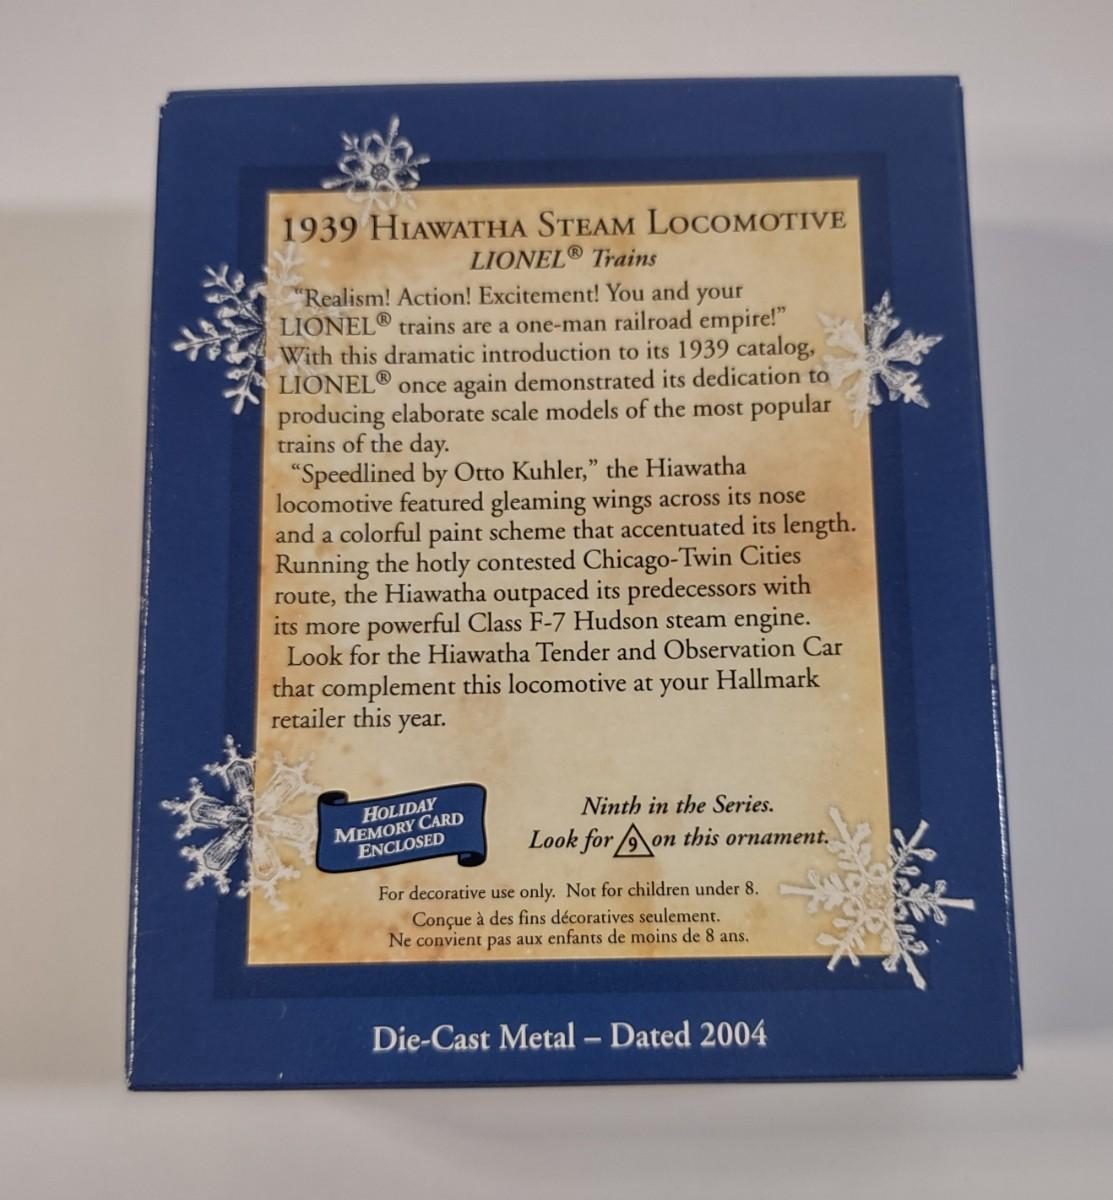 1939 HIAWATHA STEAM LOCOMOTIVE
LIONEL® Trains
"Realism! Action! Excitement! You and your
LIONEL® trains are a one-man railroad empire!"
With this dramatic introduction to its 1939 catalog,
LIONEL® once again demonstrated its dedication to
producing elaborate scale models of the most popular
trains of the day.
"Speedlined by Otto Kuhler," the Hiawatha
locomotive featured gleaming wings across its nose
and a colorful paint scheme that accentuated its length.
Running the hotly contested Chicago-Twin Cities
route, the Hiawatha outpaced its predecessors with
its more powerful Class F-7 Hudson steam engine.
Look for the Hiawatha Tender and Observation Car
that complement this locomotive at your Hallmark
retailer this year.
HOLIDAY
MEMORY CARD
ENCLOSED
Ninth in the Series.
Look for 9 on this ornament.
For decorative use only. Not for children under 8.
Conçue à des fins décoratives seulement.
Ne convient pas aux enfants de moins de 8 ans.
Die-Cast Metal – Dated 2004